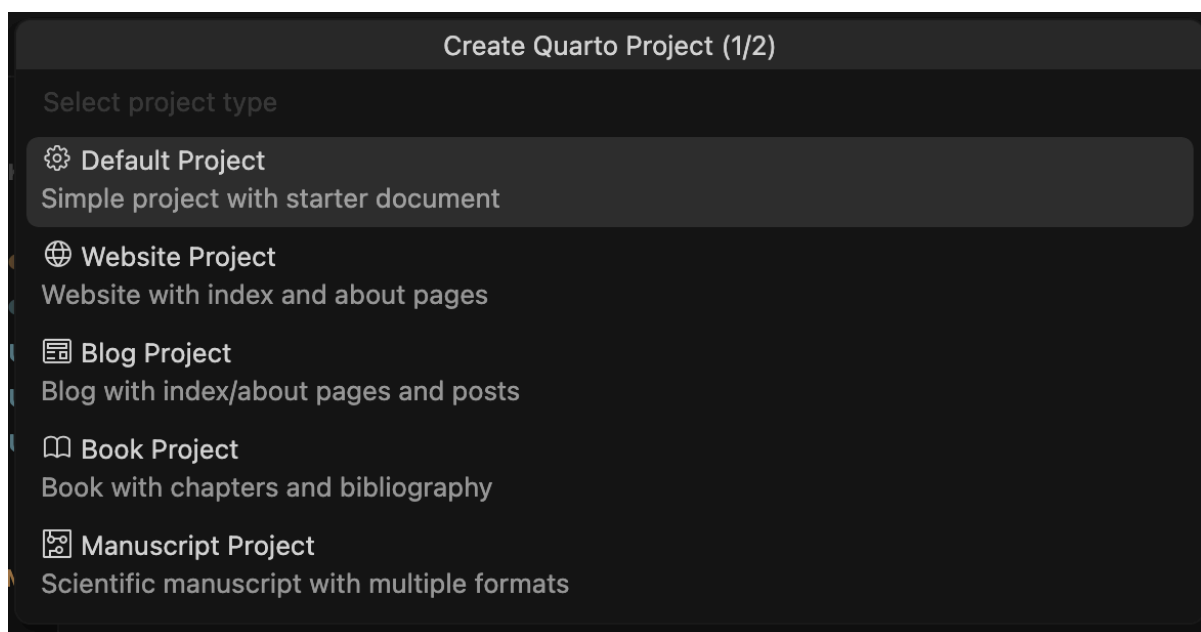 Create Quarto Project (1/2)
Select project type
Default Project
Simple project with starter document
Website Project
Website with index and about pages
Blog Project
Blog with index/about pages and posts
Book Project
Book with chapters and bibliography
Manuscript Project
Scientific manuscript with multiple formats